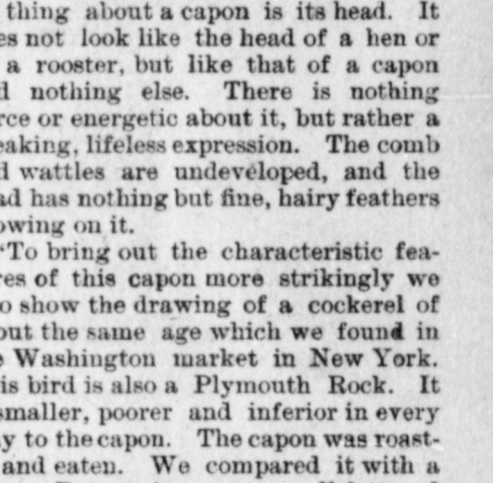 thing about a capon is its head. It
es not look like the head of a hen or
a rooster, but like that of a capon
d nothing else. There is nothing
rce or energetic about it, but rather a
eaking, lifeless expression. The comb
d wattles are undeveloped, and the
ad has nothing but fine, hairy feathers
owing on it.
"To bring out the characteristic fea-
res of this capon more strikingly we
o show the drawing of a cockerel of
out the same age which we found in
e Washington market in New York.
is bird is also a Plymouth Rock. It
smaller, poorer and inferior in every
y to the capon. The capon was roast-
and eaten. We compared it with a